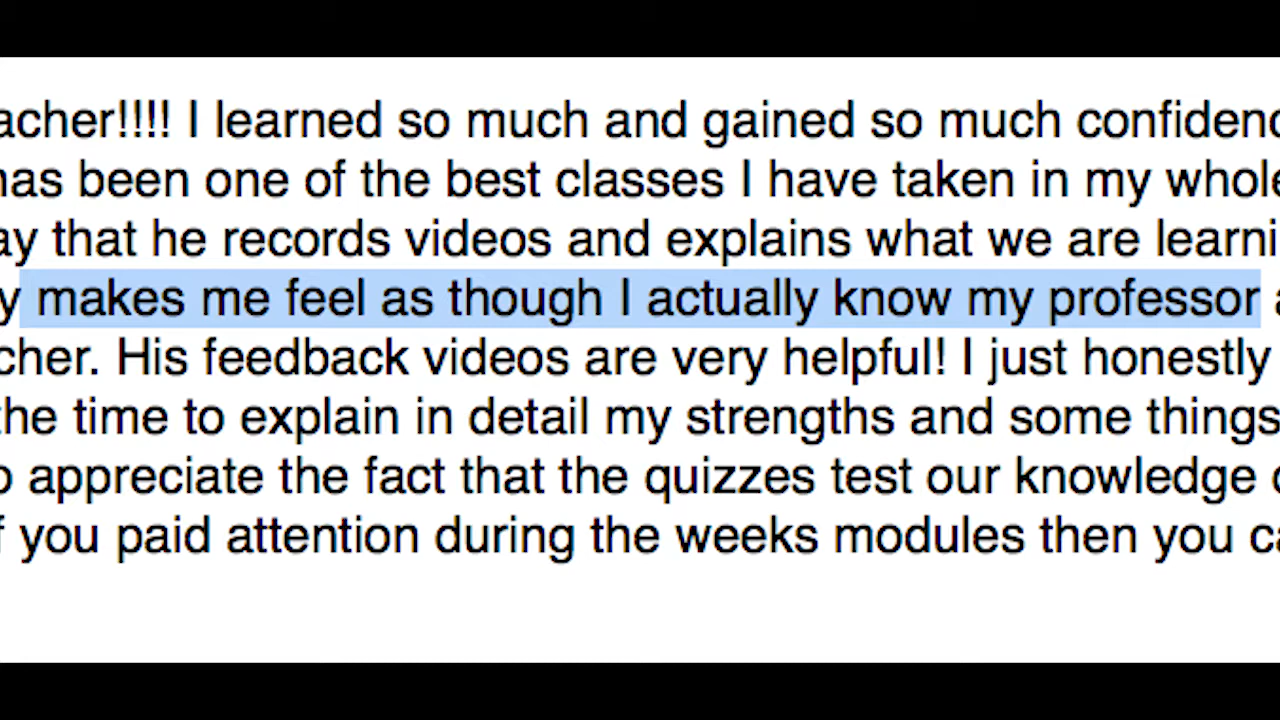 acher!!!! I learned so much and gained so much confidenc
has been one of the best classes I have taken in my whole
ay that he records videos and explains what we are learni
y makes me feel as though I actually know my professor a
cher. His feedback videos are very helpful! I just honestly
the time to explain in detail my strengths and some things
o appreciate the fact that the quizzes test our knowledge
f you paid attention during the weeks modules then you ca